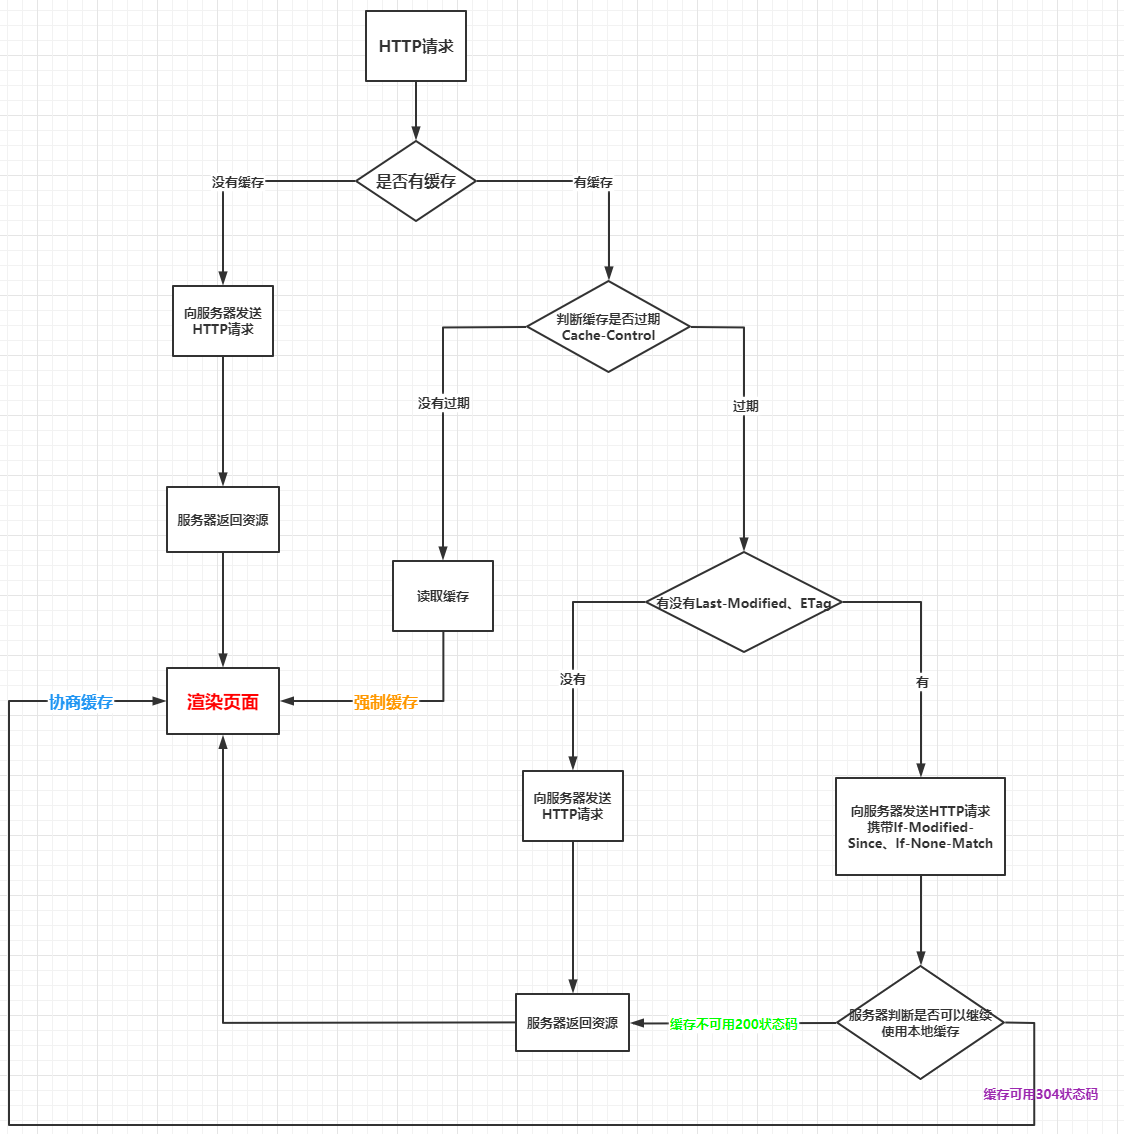 HTTP请求
是否有缓存
没有缓存
有缓存
向服务器发送
HTTP请求
判断缓存是否过期
Cache-Control
没有过期
过期
服务器返回资源
读取缓存
有没有Last-Modified、ETag
没有
有
协商缓存
渲染页面
强制缓存
向服务器发送
HTTP请求
向服务器发送HTTP请求
携带If-Modified-
Since、If-None-Match
服务器返回资源
缓存不可用200状态码
服务器判断是否可以继续
使用本地缓存
缓存可用304状态码